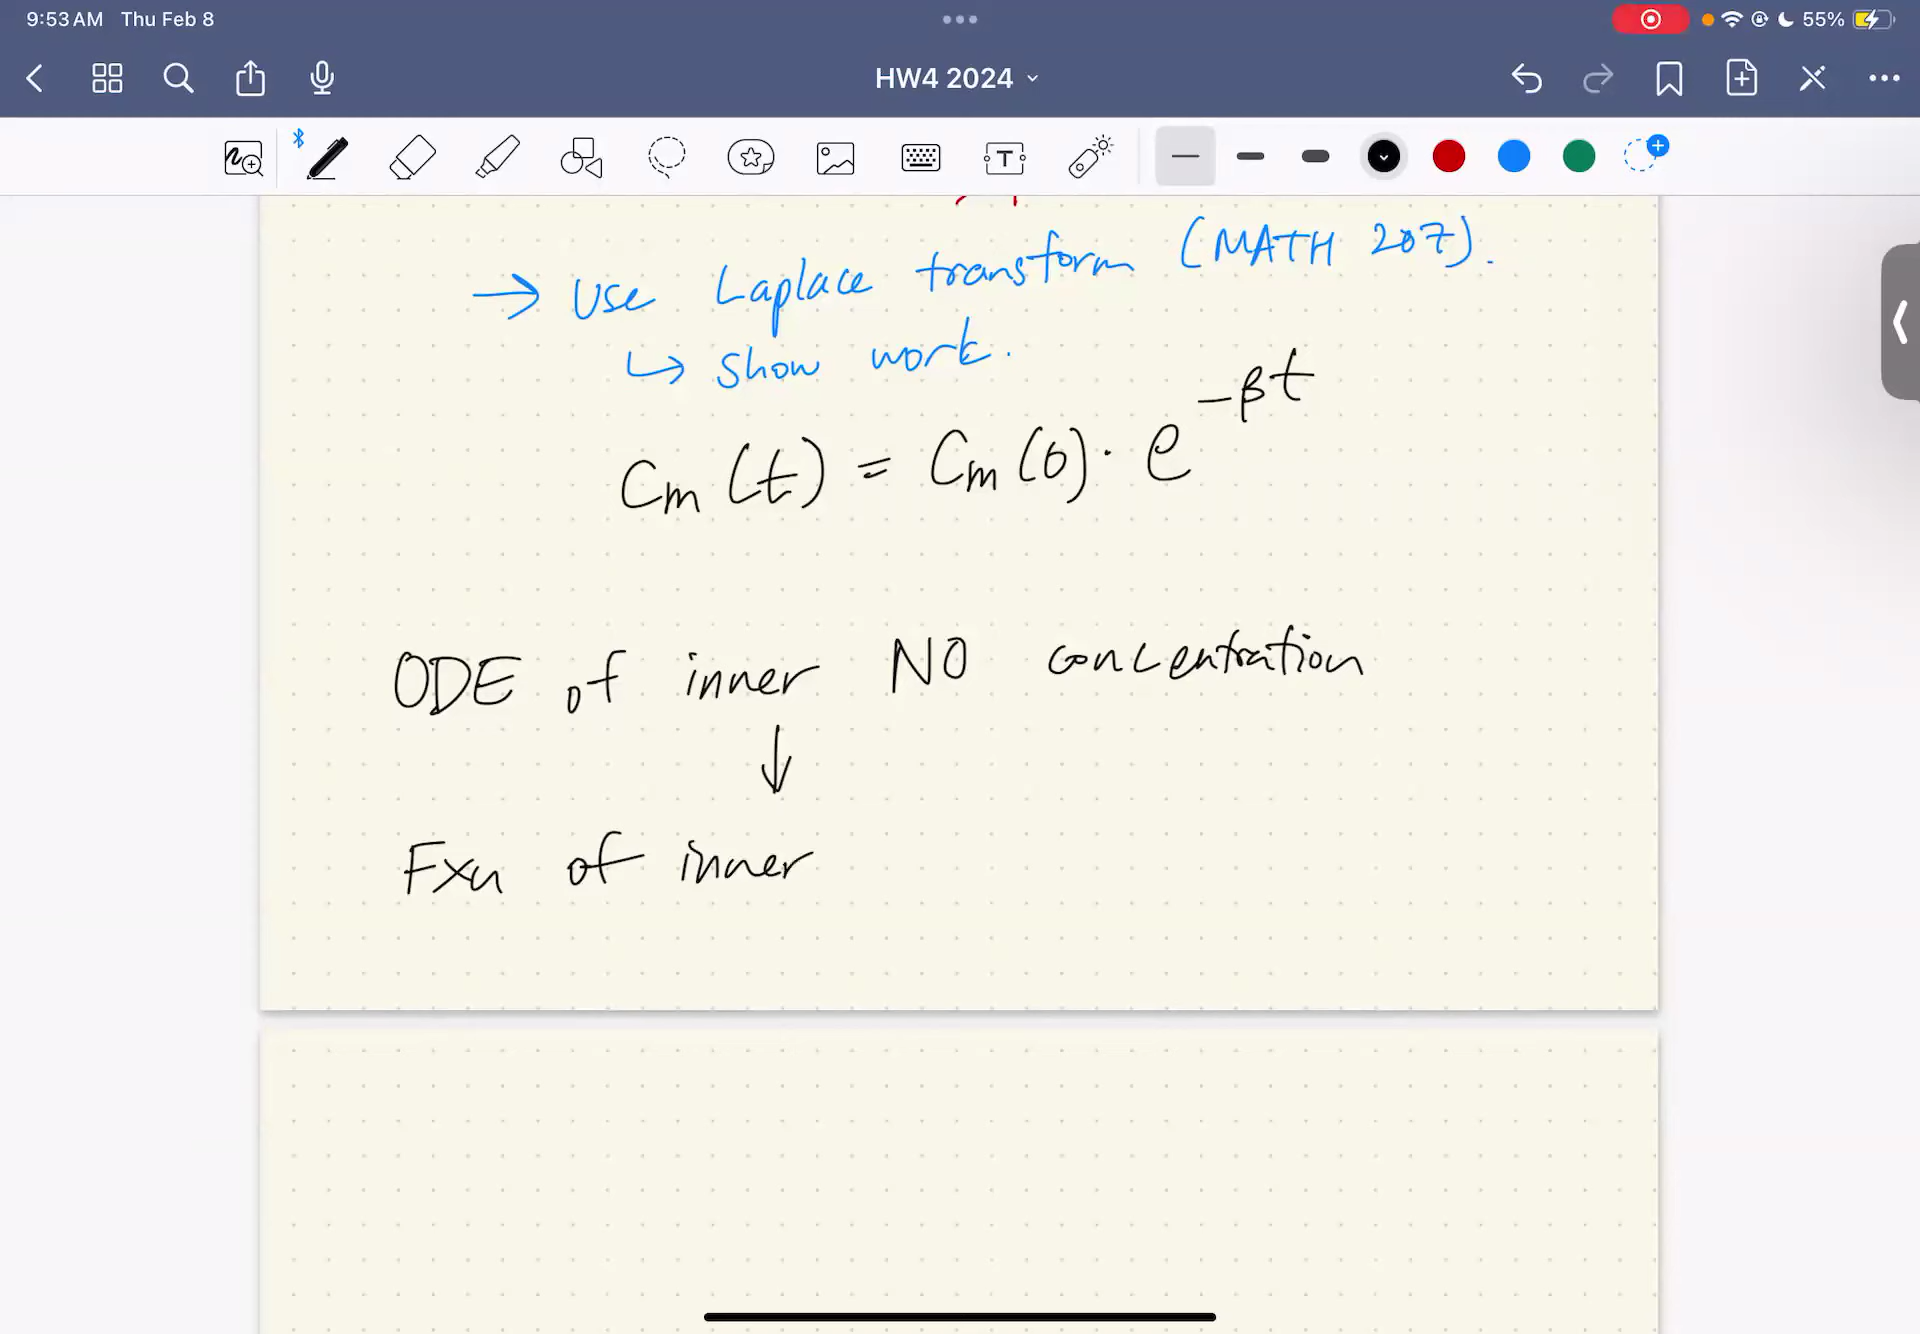 9:53 AM Thu Feb 8
55%
HW4 2024
T
→ Use Laplace transform (MATH 207).
↳ show work.
Cm (t) = Cm (0) · e^-βt
ODE of inner NO concentration
↓
Fxn of inner